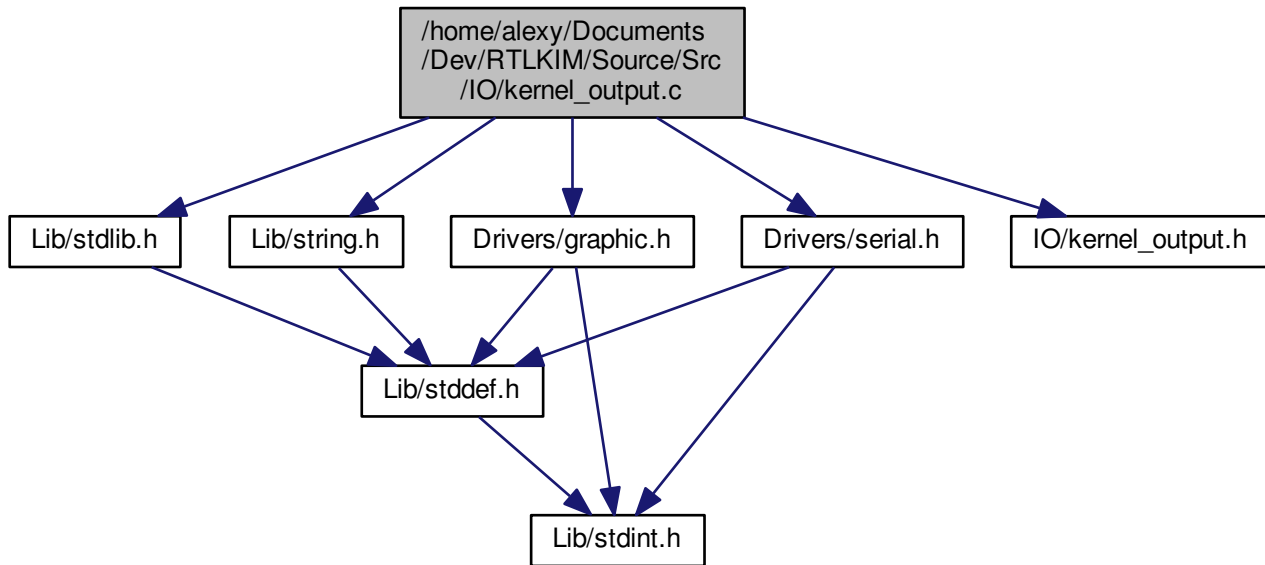 /home/alexy/Documents
/Dev/RTLKIM/Source/Src
/IO/kernel_output.c
Lib/stdlib.h
Lib/string.h
Drivers/graphic.h
Drivers/serial.h
IO/kernel_output.h
Lib/stddef.h
Lib/stdint.h